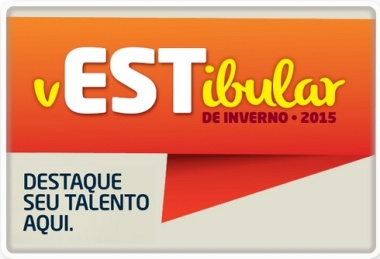 vESTibular
DE INVERNO • 2015
DESTAQUE
SEU TALENTO
AQUI.